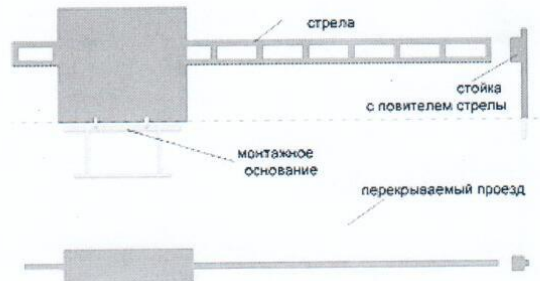 стрела
стойка
с ловителем стрелы
монтажное
основание
перекрываемый проезд